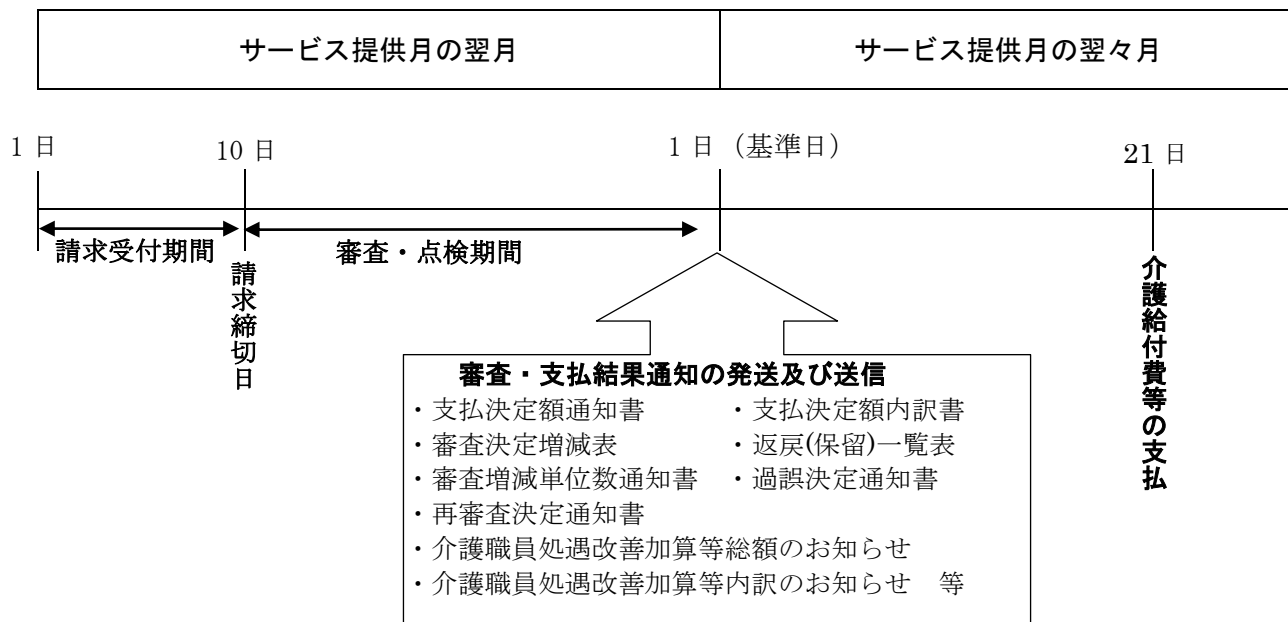 サービス提供月の翌月
サービス提供月の翌々月
1 日
10 日
1 日（基準日）
21 日
請求受付期間
審査・点検期間
請求締切日
介護給付費等の支払
審査・支払結果通知の発送及び送信
・支払決定額通知書
・支払決定額内訳書
・審査決定増減表
・返戻(保留)一覧表
・審査増減単位数通知書
・過誤決定通知書
・再審査決定通知書
・介護職員処遇改善加算等総額のお知らせ
・介護職員処遇改善加算等内訳のお知らせ　等